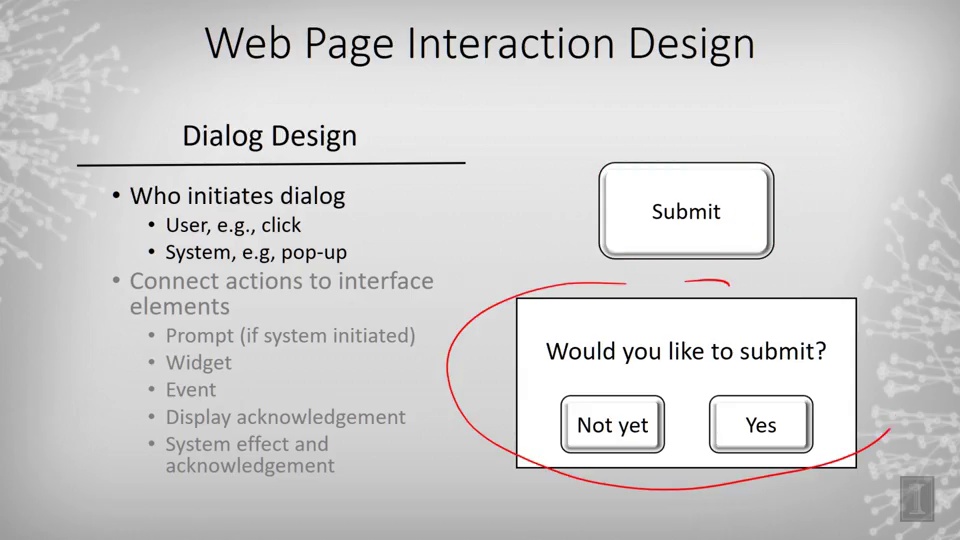 Web Page Interaction Design
Dialog Design
• Who initiates dialog
• User, e.g., click
• System, e.g, pop-up
• Connect actions to interface
elements
• Prompt (if system initiated)
• Widget
• Event
• Display acknowledgement
• System effect and
acknowledgement
Submit
Would you like to submit?
Not yet
Yes
I